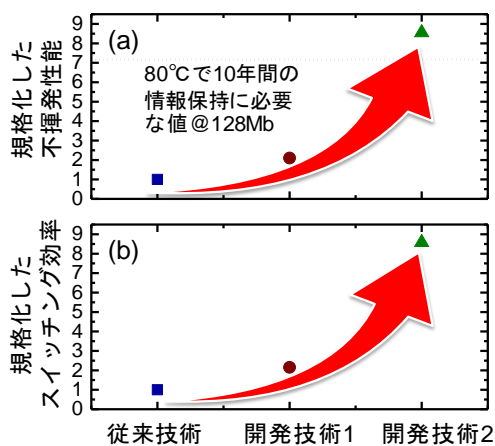 規格化した
不揮発性能
9
8
7
6
5
4
3
2
1
0
(a)
80℃で10年間の
情報保持に必要
な値@128Mb
規格化した
スイッチング効率
9
8
7
6
5
4
3
2
1
0
(b)
従来技術 開発技術1 開発技術2